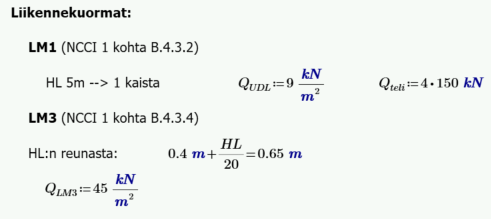 Liikennekuormat:
LM1 (NCCI 1 kohta B.4.3.2)
HL 5m --> 1 kaista Q_UDL := 9 kN/m² Q_teli := 4 · 150 kN
LM3 (NCCI 1 kohta B.4.3.4)
HL:n reunasta: 0.4 m + HL/20 = 0.65 m
Q_LM3 := 45 kN/m²